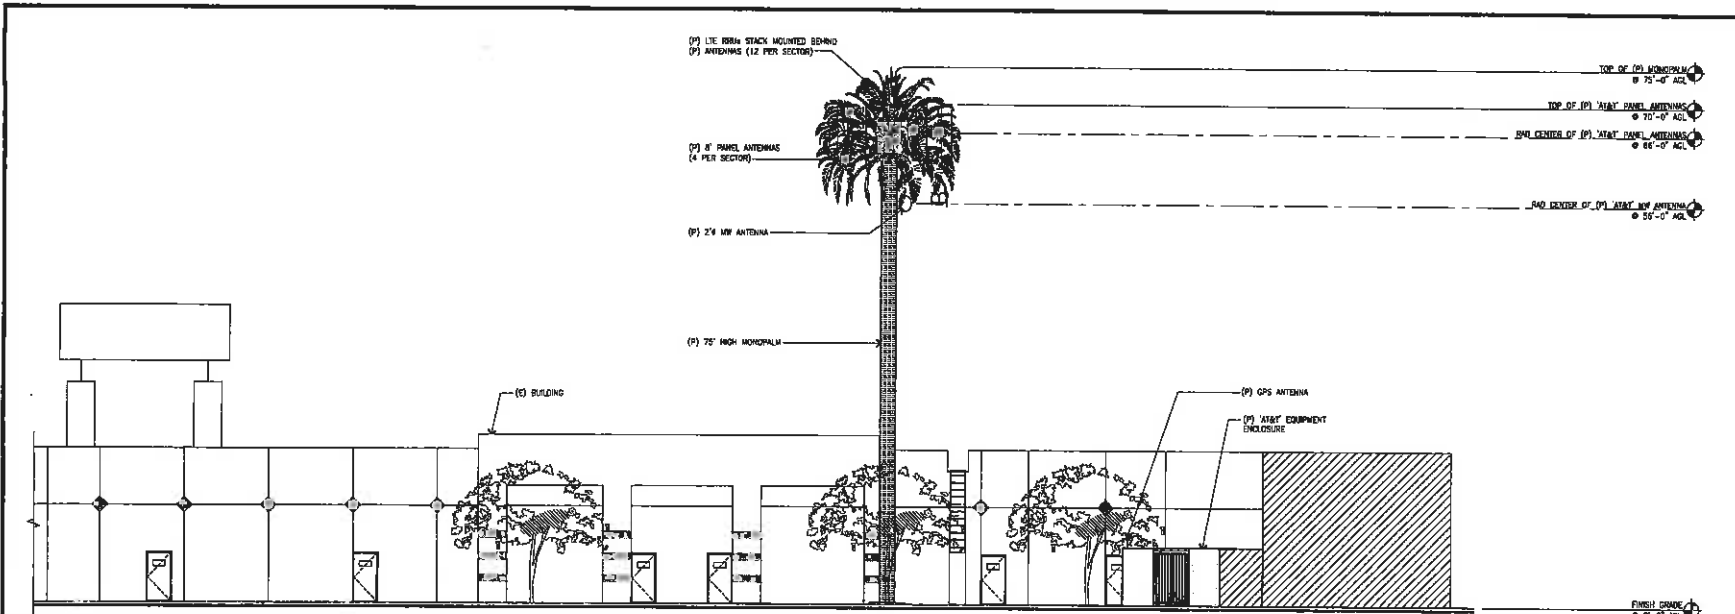 (P) LTE RRUs STACK MOUNTED BEHIND
(P) ANTENNAS (12 PER SECTOR)
TOP OF (P) MONOPALM
@ 75'-0" AGL
TOP OF (P) 'AT&T' PANEL ANTENNAS
@ 70'-0" AGL
RAD CENTER OF (P) 'AT&T' PANEL ANTENNAS
@ 66'-0" AGL
(P) 8' PANEL ANTENNAS
(4 PER SECTOR)
RAD CENTER OF (P) 'AT&T' MW ANTENNA
@ 56'-0" AGL
(P) 2'ø MW ANTENNA
(P) 75' HIGH MONOPALM
(E) BUILDING
(P) GPS ANTENNA
(P) 'AT&T' EQUIPMENT
ENCLOSURE
FINISH GRADE